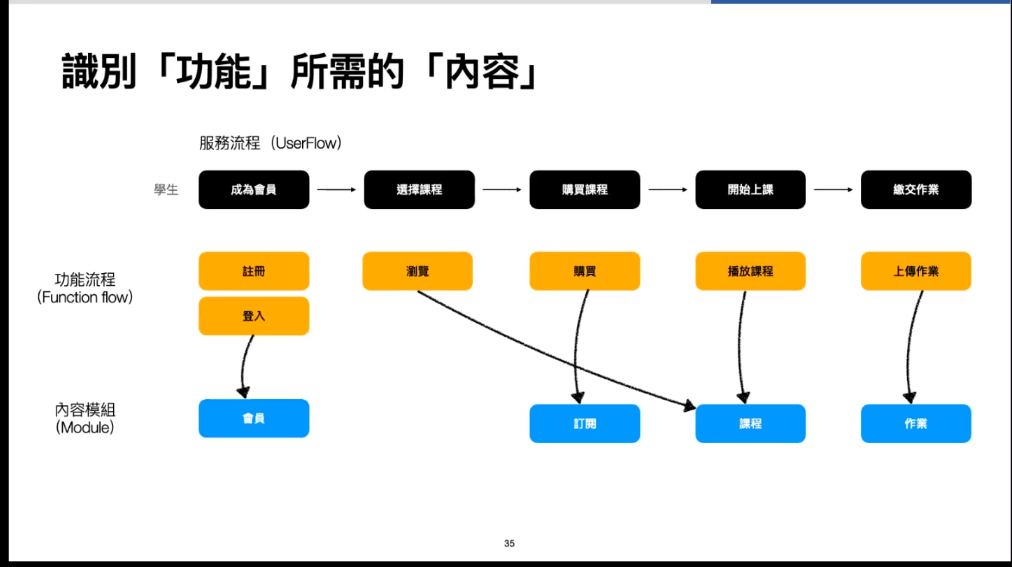 識別「功能」所需的「內容」
服務流程（UserFlow）
學生
成為會員
選擇課程
購買課程
開始上課
繳交作業
功能流程
（Function flow）
註冊
瀏覽
購買
播放課程
上傳作業
登入
內容模組
（Module）
會員
訂閱
課程
作業
35